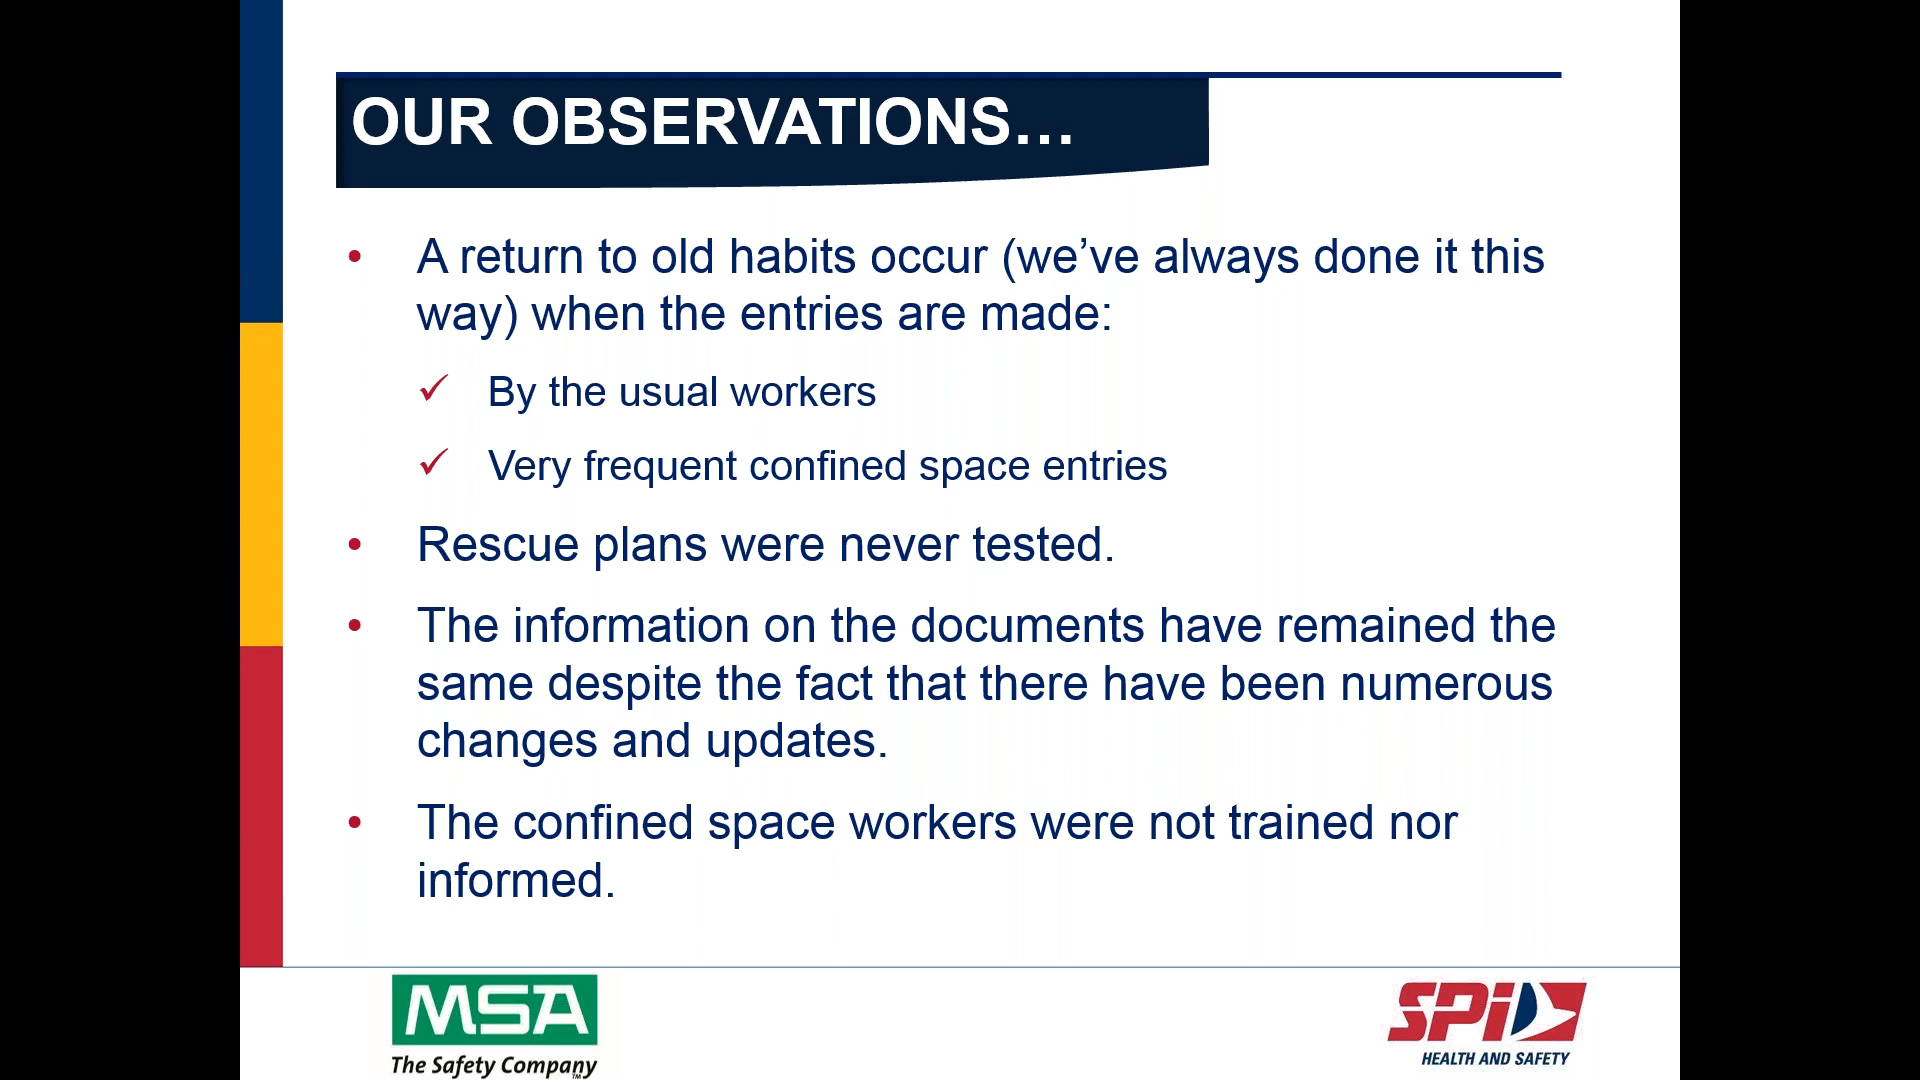 OUR OBSERVATIONS…
• A return to old habits occur (we’ve always done it this
way) when the entries are made:
✓ By the usual workers
✓ Very frequent confined space entries
• Rescue plans were never tested.
• The information on the documents have remained the
same despite the fact that there have been numerous
changes and updates.
• The confined space workers were not trained nor
informed.
MSA
The Safety Company™
SPi
HEALTH AND SAFETY